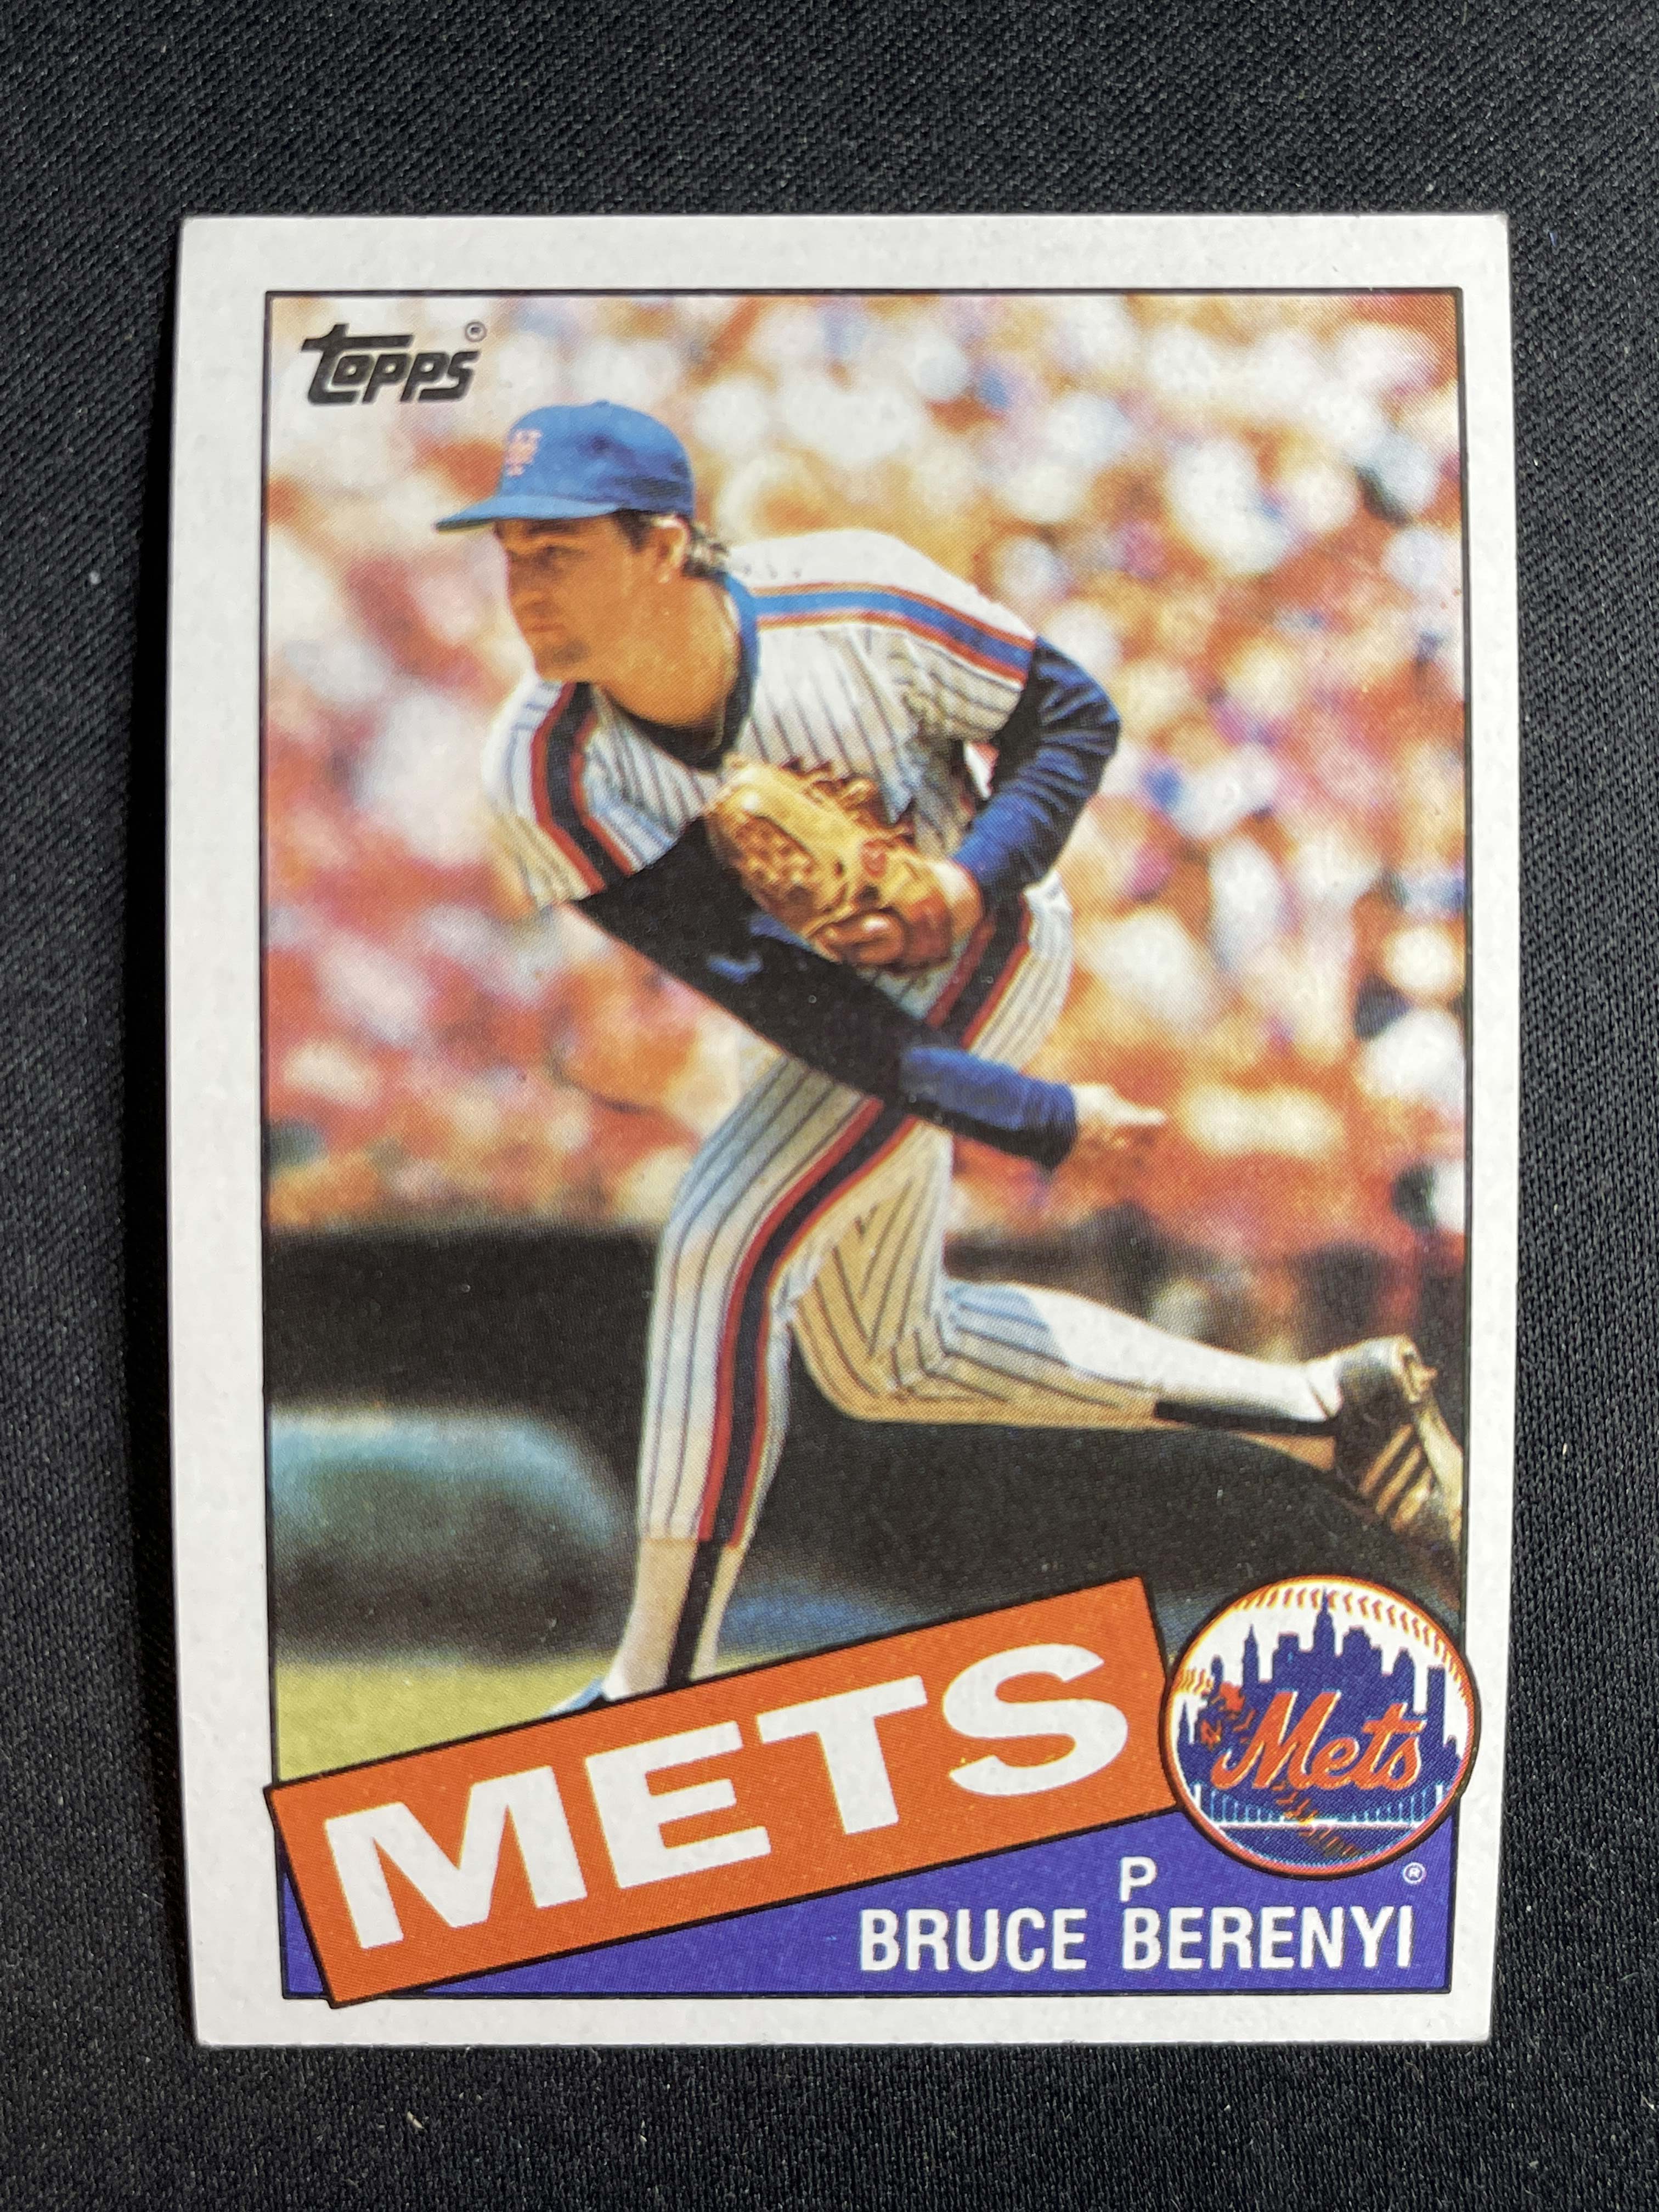 Topps®
METS
Mets
P
®
BRUCE BERENYI